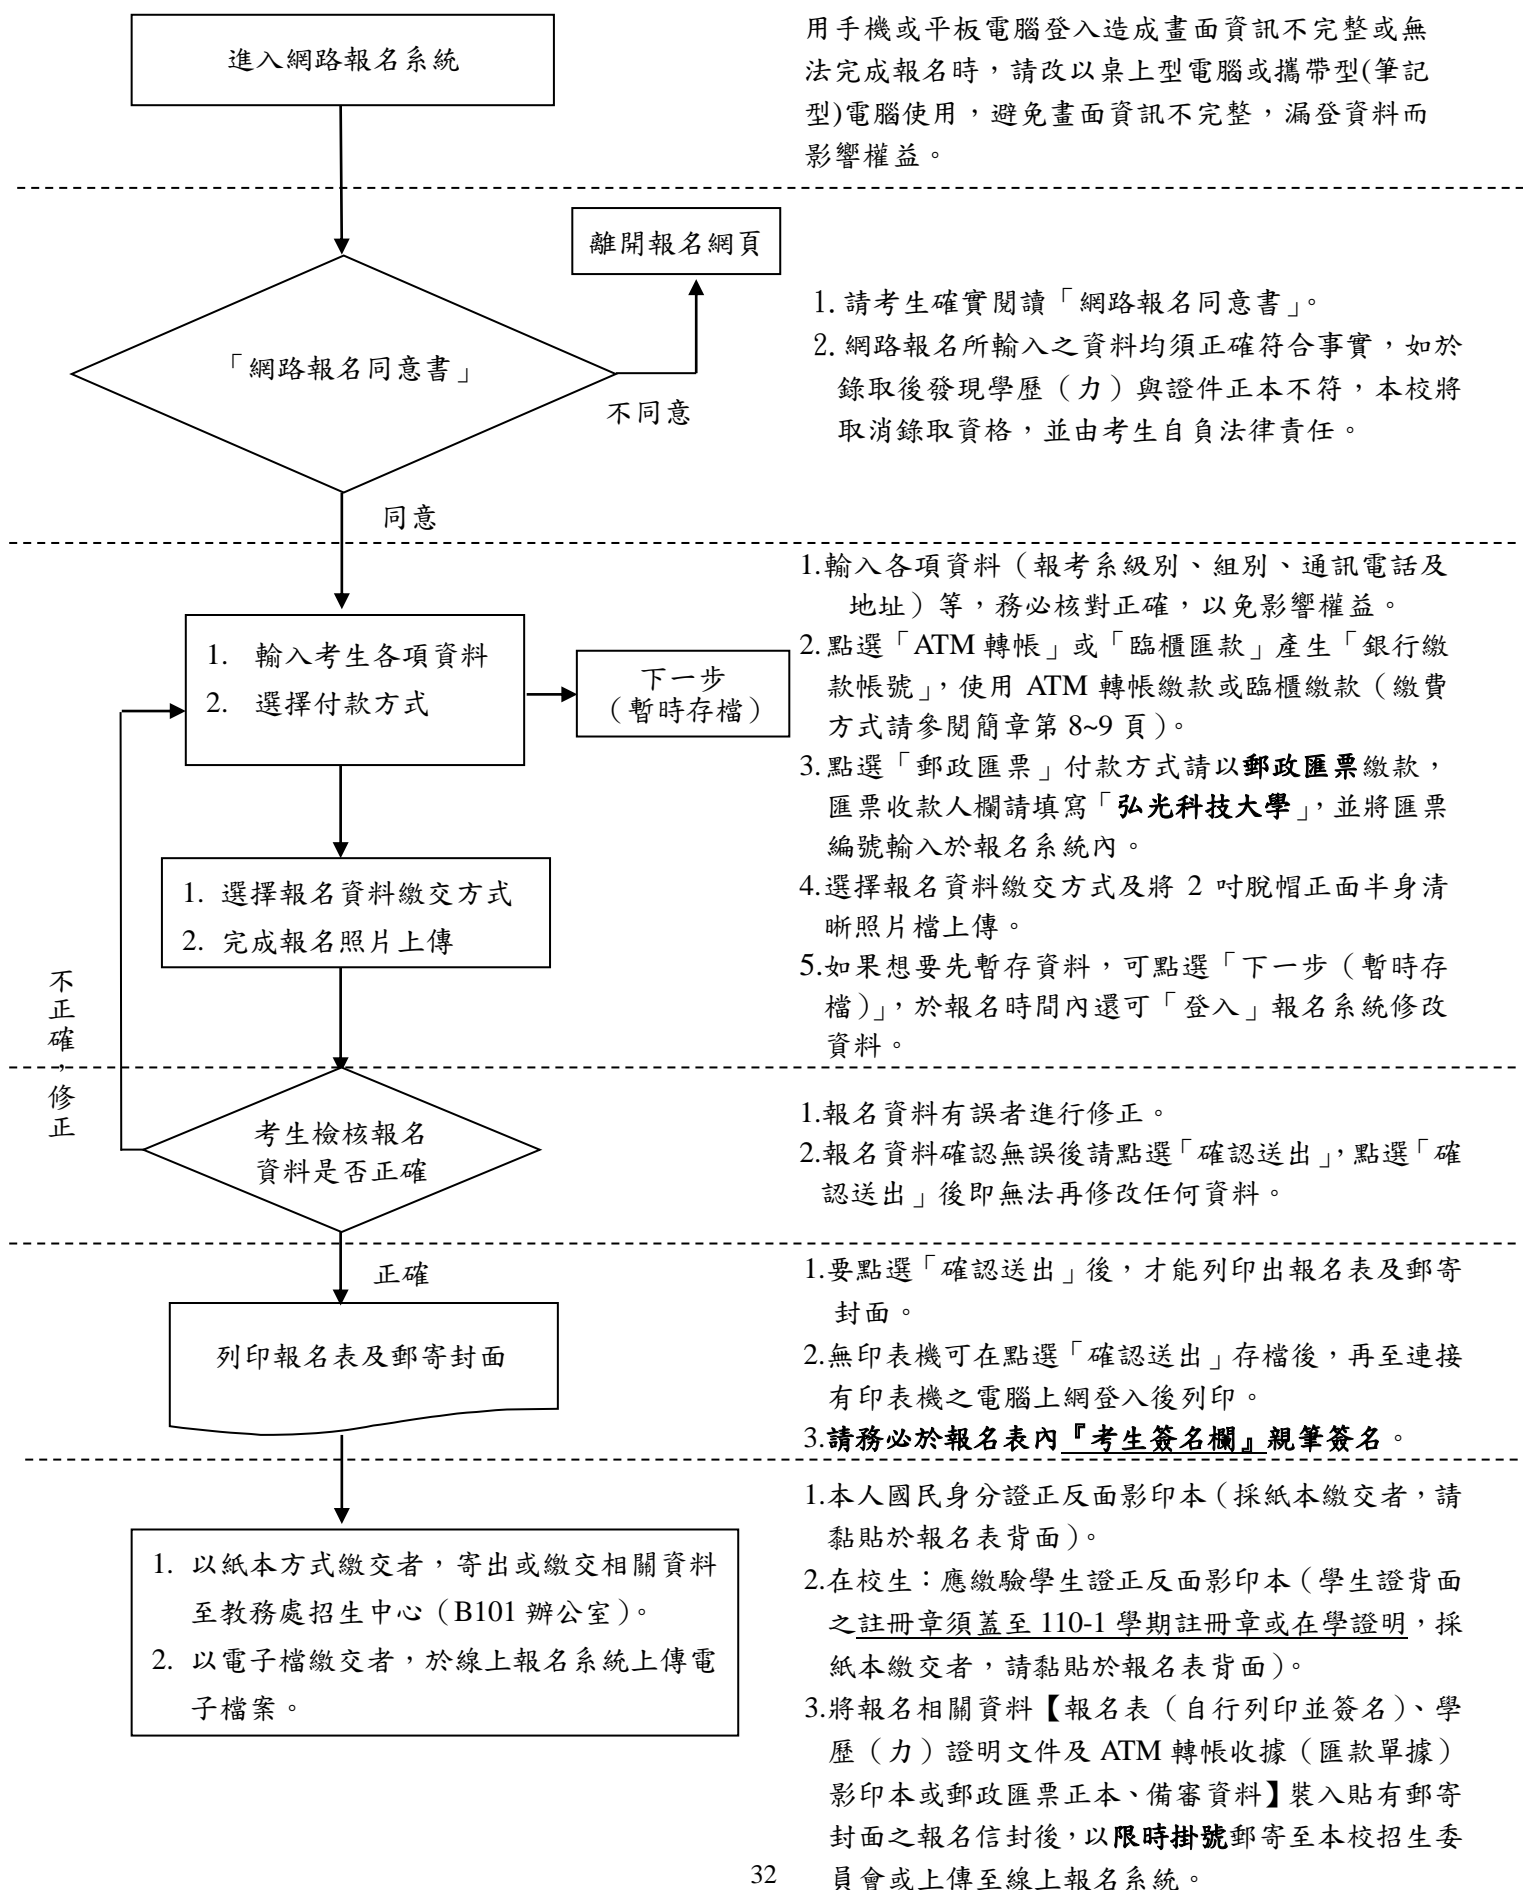 進入網路報名系統
用手機或平板電腦登入造成畫面資訊不完整或無
法完成報名時，請改以桌上型電腦或攜帶型(筆記
型)電腦使用，避免畫面資訊不完整，漏登資料而
影響權益。
離開報名網頁
「網路報名同意書」
不同意
同意
1. 請考生確實閱讀「網路報名同意書」。
2. 網路報名所輸入之資料均須正確符合事實，如於
錄取後發現學歷（力）與證件正本不符，本校將
取消錄取資格，並由考生自負法律責任。
1. 輸入考生各項資料
2. 選擇付款方式
下一步
（暫時存檔）
1. 選擇報名資料繳交方式
2. 完成報名照片上傳
不正確，修正
1.輸入各項資料（報考系級別、組別、通訊電話及
地址）等，務必核對正確，以免影響權益。
2.點選「ATM 轉帳」或「臨櫃匯款」產生「銀行繳
款帳號」，使用 ATM 轉帳繳款或臨櫃繳款（繳費
方式請參閱簡章第 8~9 頁）。
3.點選「郵政匯票」付款方式請以郵政匯票繳款，
匯票收款人欄請填寫「弘光科技大學」，並將匯票
編號輸入於報名系統內。
4.選擇報名資料繳交方式及將 2 吋脫帽正面半身清
晰照片檔上傳。
5.如果想要先暫存資料，可點選「下一步（暫時存
檔）」，於報名時間內還可「登入」報名系統修改
資料。
考生檢核報名
資料是否正確
1.報名資料有誤者進行修正。
2.報名資料確認無誤後請點選「確認送出」，點選「確
認送出」後即無法再修改任何資料。
正確
列印報名表及郵寄封面
1.要點選「確認送出」後，才能列印出報名表及郵寄
封面。
2.無印表機可在點選「確認送出」存檔後，再至連接
有印表機之電腦上網登入後列印。
3.請務必於報名表內『考生簽名欄』親筆簽名。
1. 以紙本方式繳交者，寄出或繳交相關資料
至教務處招生中心（B101 辦公室）。
2. 以電子檔繳交者，於線上報名系統上傳電
子檔案。
1.本人國民身分證正反面影印本（採紙本繳交者，請
黏貼於報名表背面）。
2.在校生：應繳驗學生證正反面影印本（學生證背面
之註冊章須蓋至 110-1 學期註冊章或在學證明，採
紙本繳交者，請黏貼於報名表背面）。
3.將報名相關資料【報名表（自行列印並簽名）、學
歷（力）證明文件及 ATM 轉帳收據（匯款單據）
影印本或郵政匯票正本、備審資料】裝入貼有郵寄
封面之報名信封後，以限時掛號郵寄至本校招生委
員會或上傳至線上報名系統。
32